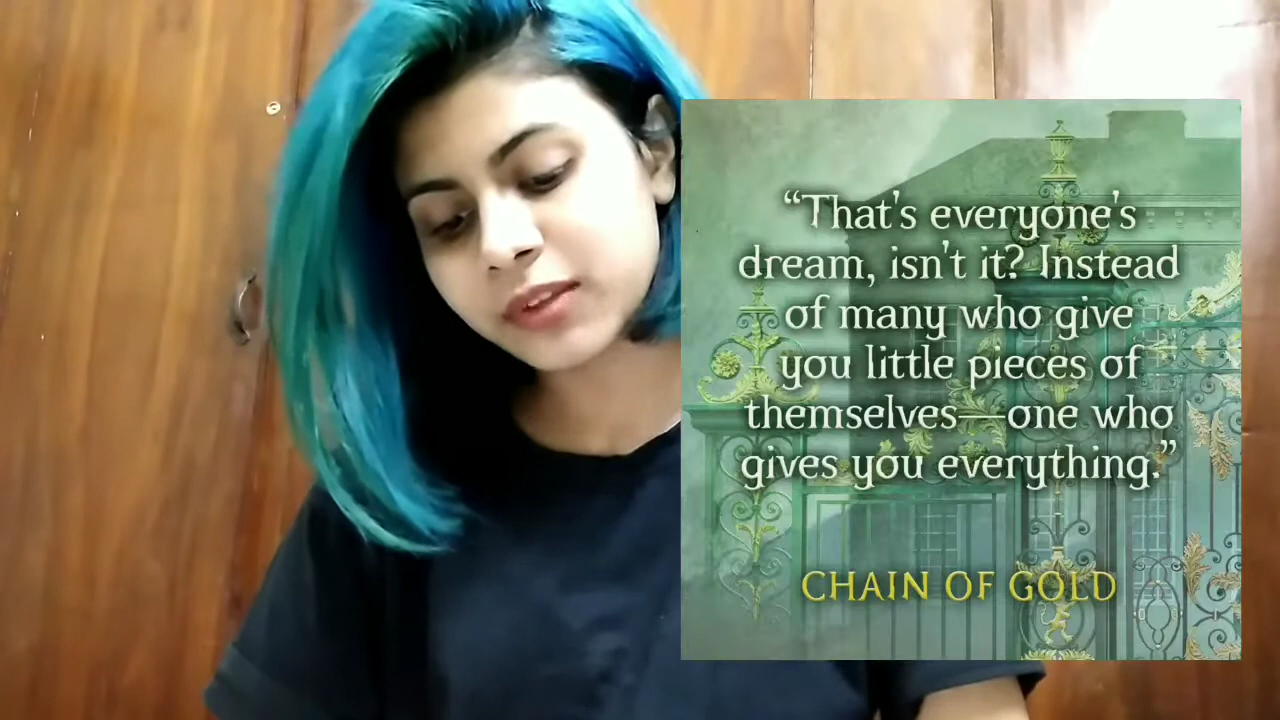 “That's everyone's
dream, isn't it? Instead
of many who give
you little pieces of
themselves—one who
gives you everything.”
CHAIN OF GOLD